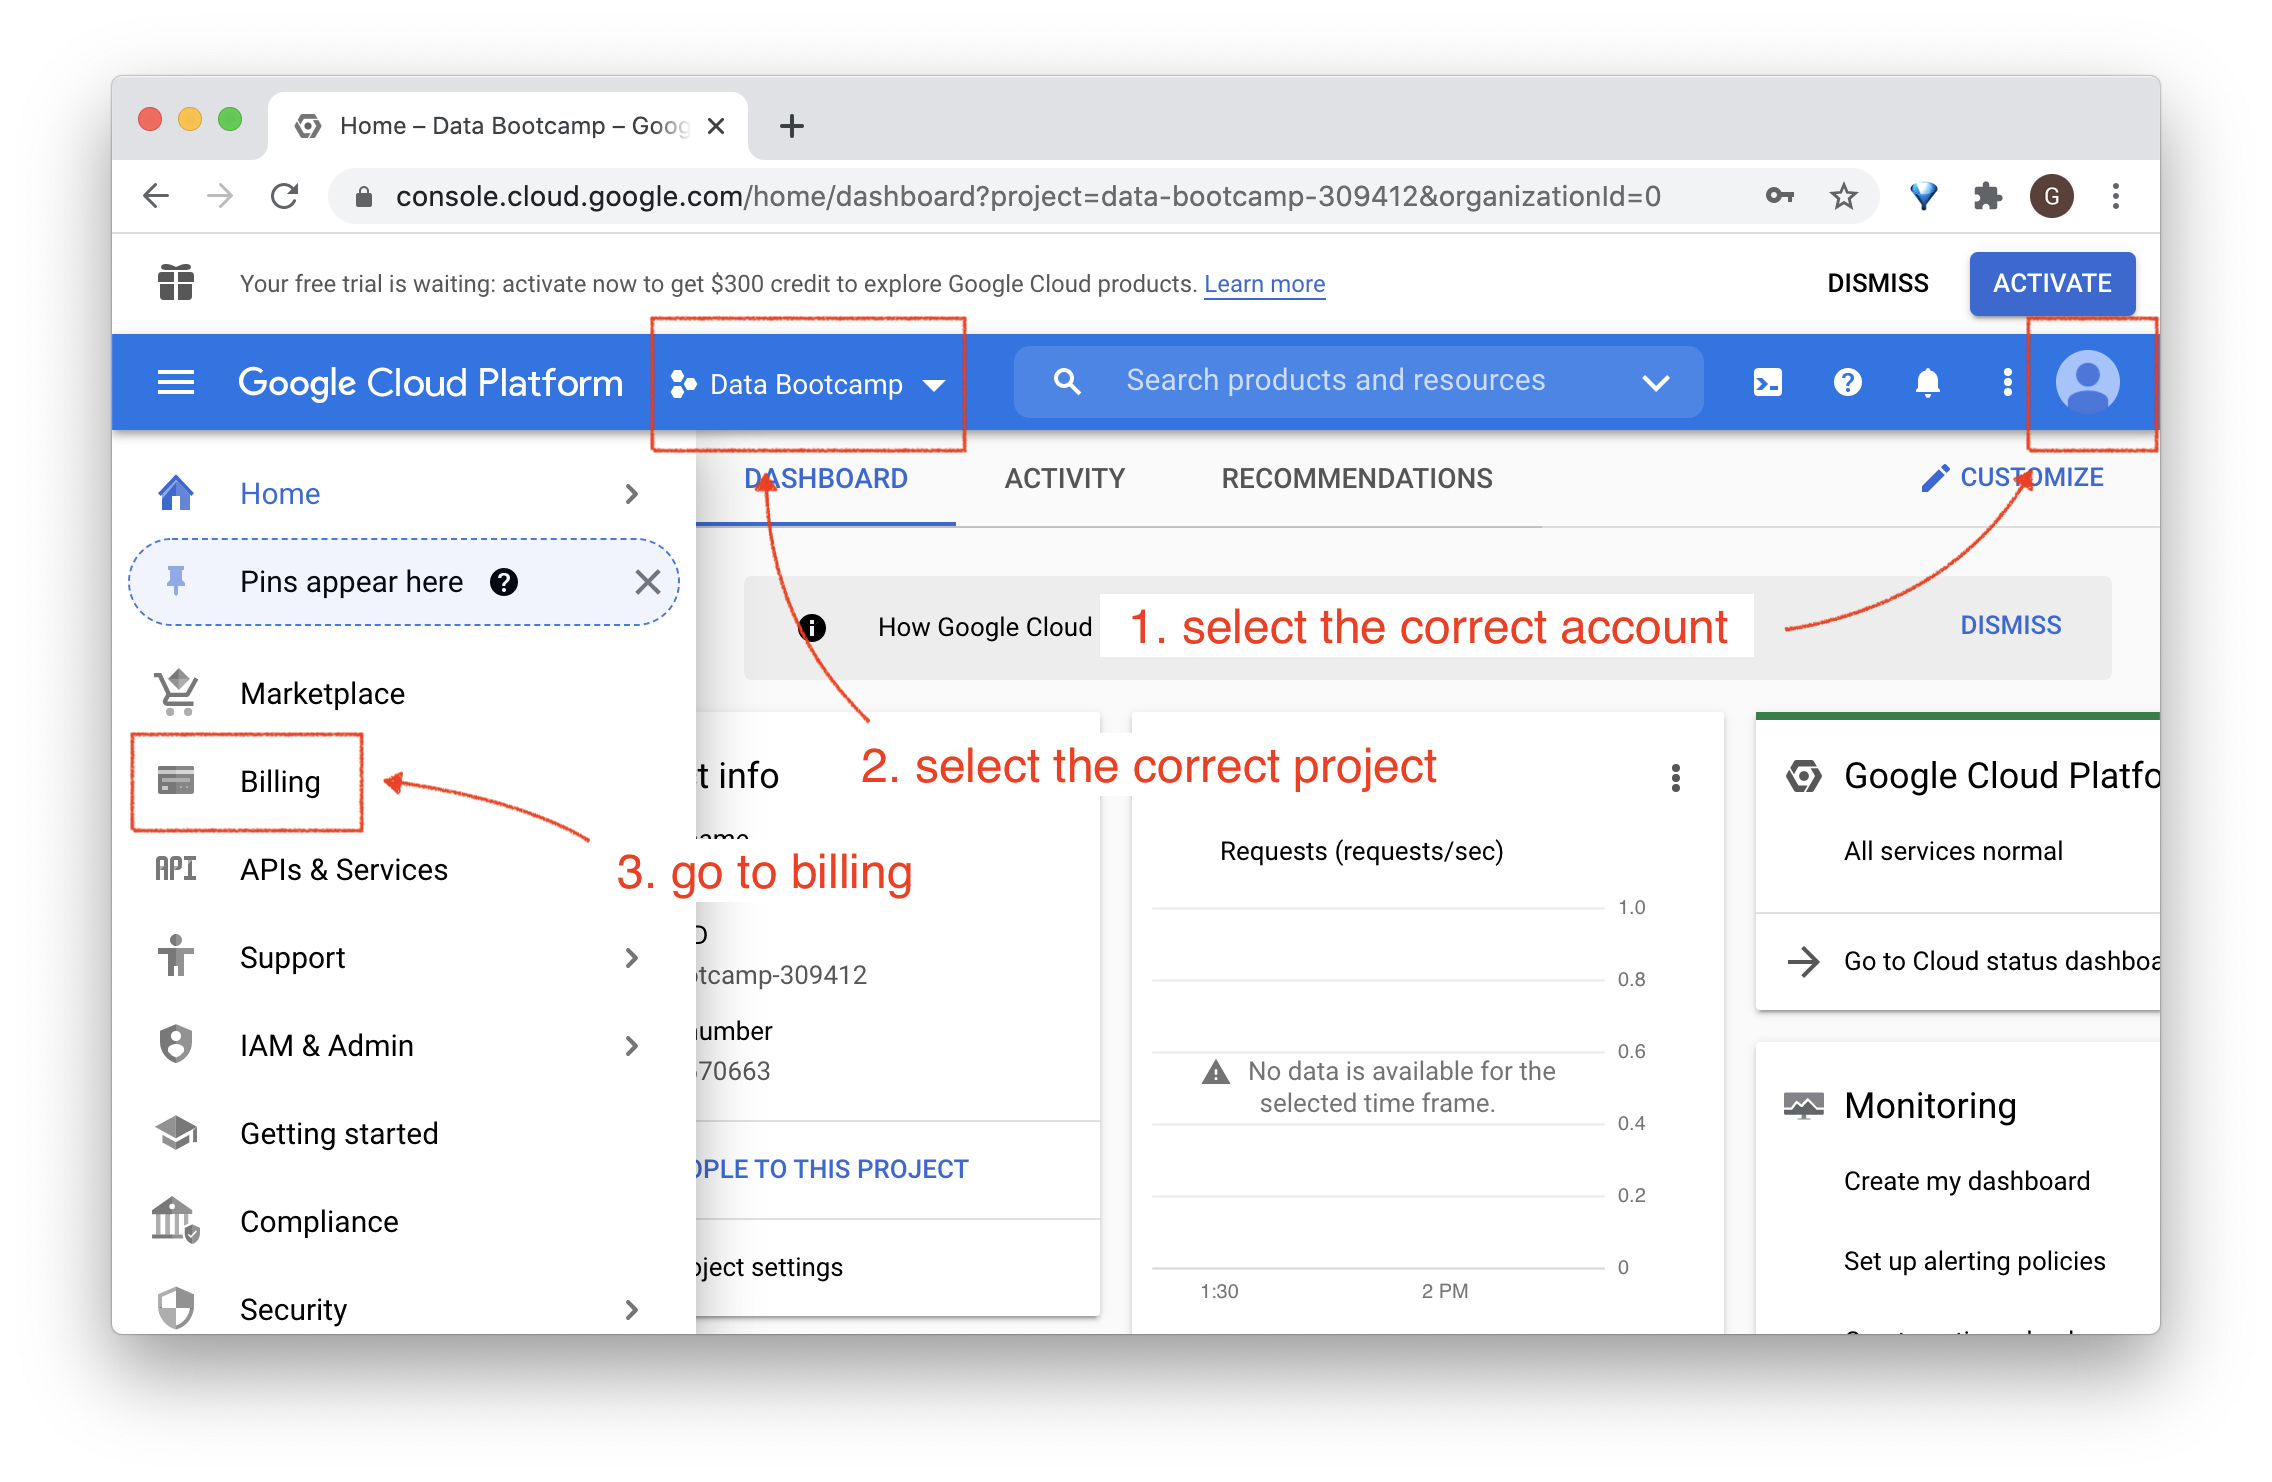 Home – Data Bootcamp – Goog
console.cloud.google.com/home/dashboard?project=data-bootcamp-309412&organizationId=0
G
Your free trial is waiting: activate now to get $300 credit to explore Google Cloud products. Learn more
DISMISS
ACTIVATE
Google Cloud Platform
Data Bootcamp
Search products and resources
Home
Pins appear here
Marketplace
Billing
API
APIs & Services
Support
IAM & Admin
Getting started
Compliance
Security
DASHBOARD
ACTIVITY
RECOMMENDATIONS
CUSTOMIZE
How Google Cloud
1. select the correct account
DISMISS
2. select the correct project
3. go to billing
t info
D
otcamp-309412
number
70663
OPLE TO THIS PROJECT
oject settings
Requests (requests/sec)
1.0
0.8
0.6
0.4
0.2
0
No data is available for the
selected time frame.
1:30
2 PM
Google Cloud Platfo
All services normal
Go to Cloud status dashboa
Monitoring
Create my dashboard
Set up alerting policies